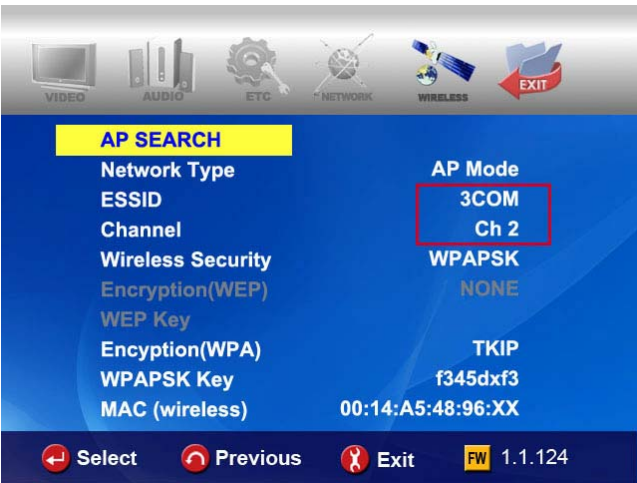 VIDEO AUDIO ETC NETWORK WIRELESS EXIT
AP SEARCH
Network Type AP Mode
ESSID 3COM
Channel Ch 2
Wireless Security WPAPSK
Encryption(WEP) NONE
WEP Key
Encyption(WPA) TKIP
WPAPSK Key f345dxf3
MAC (wireless) 00:14:A5:48:96:XX
Select Previous Exit FW 1.1.124